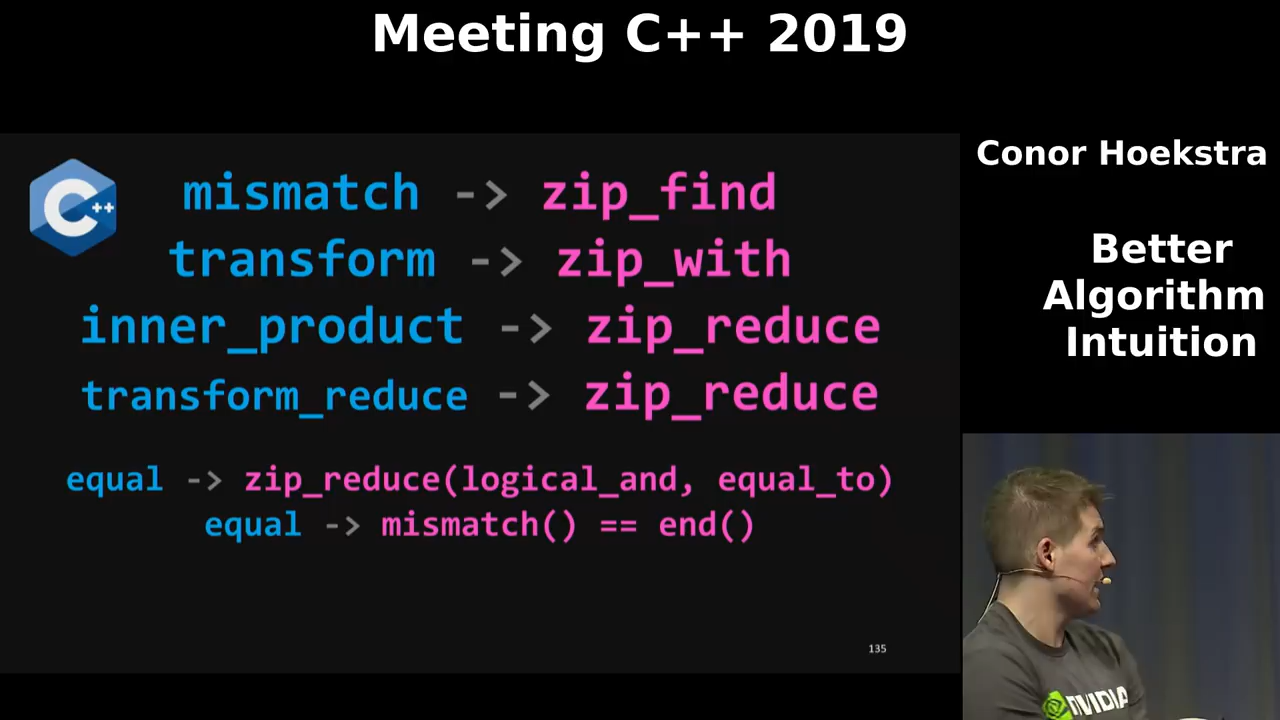 Meeting C++ 2019
Conor Hoekstra
Better
Algorithm
Intuition
C++
mismatch -> zip_find
transform -> zip_with
inner_product -> zip_reduce
transform_reduce -> zip_reduce
equal -> zip_reduce(logical_and, equal_to)
equal -> mismatch() == end()
135
NVIDIA